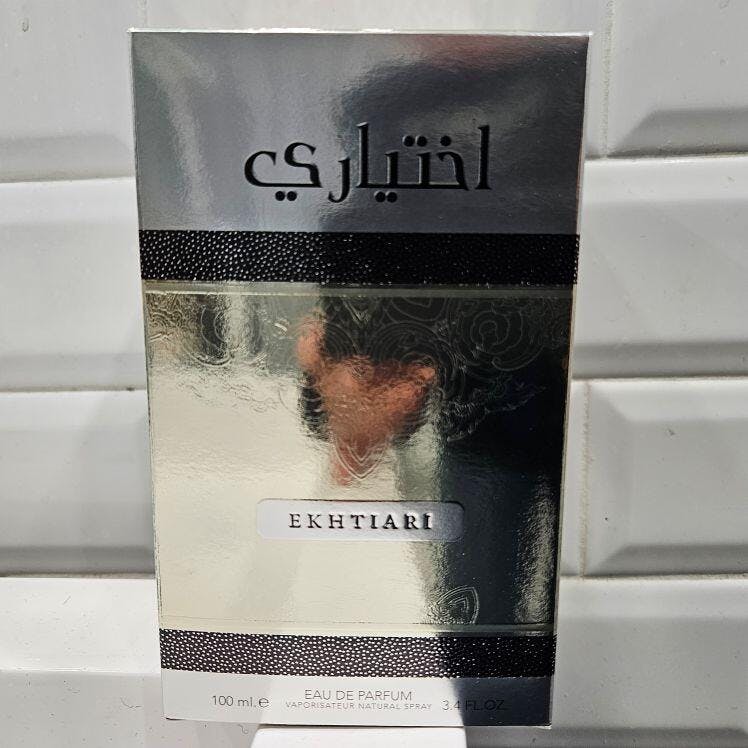 اختياري
EKHTIARI
100 ml. e EAU DE PARFUM 3.4 FL.OZ.
VAPORISATEUR NATURAL SPRAY